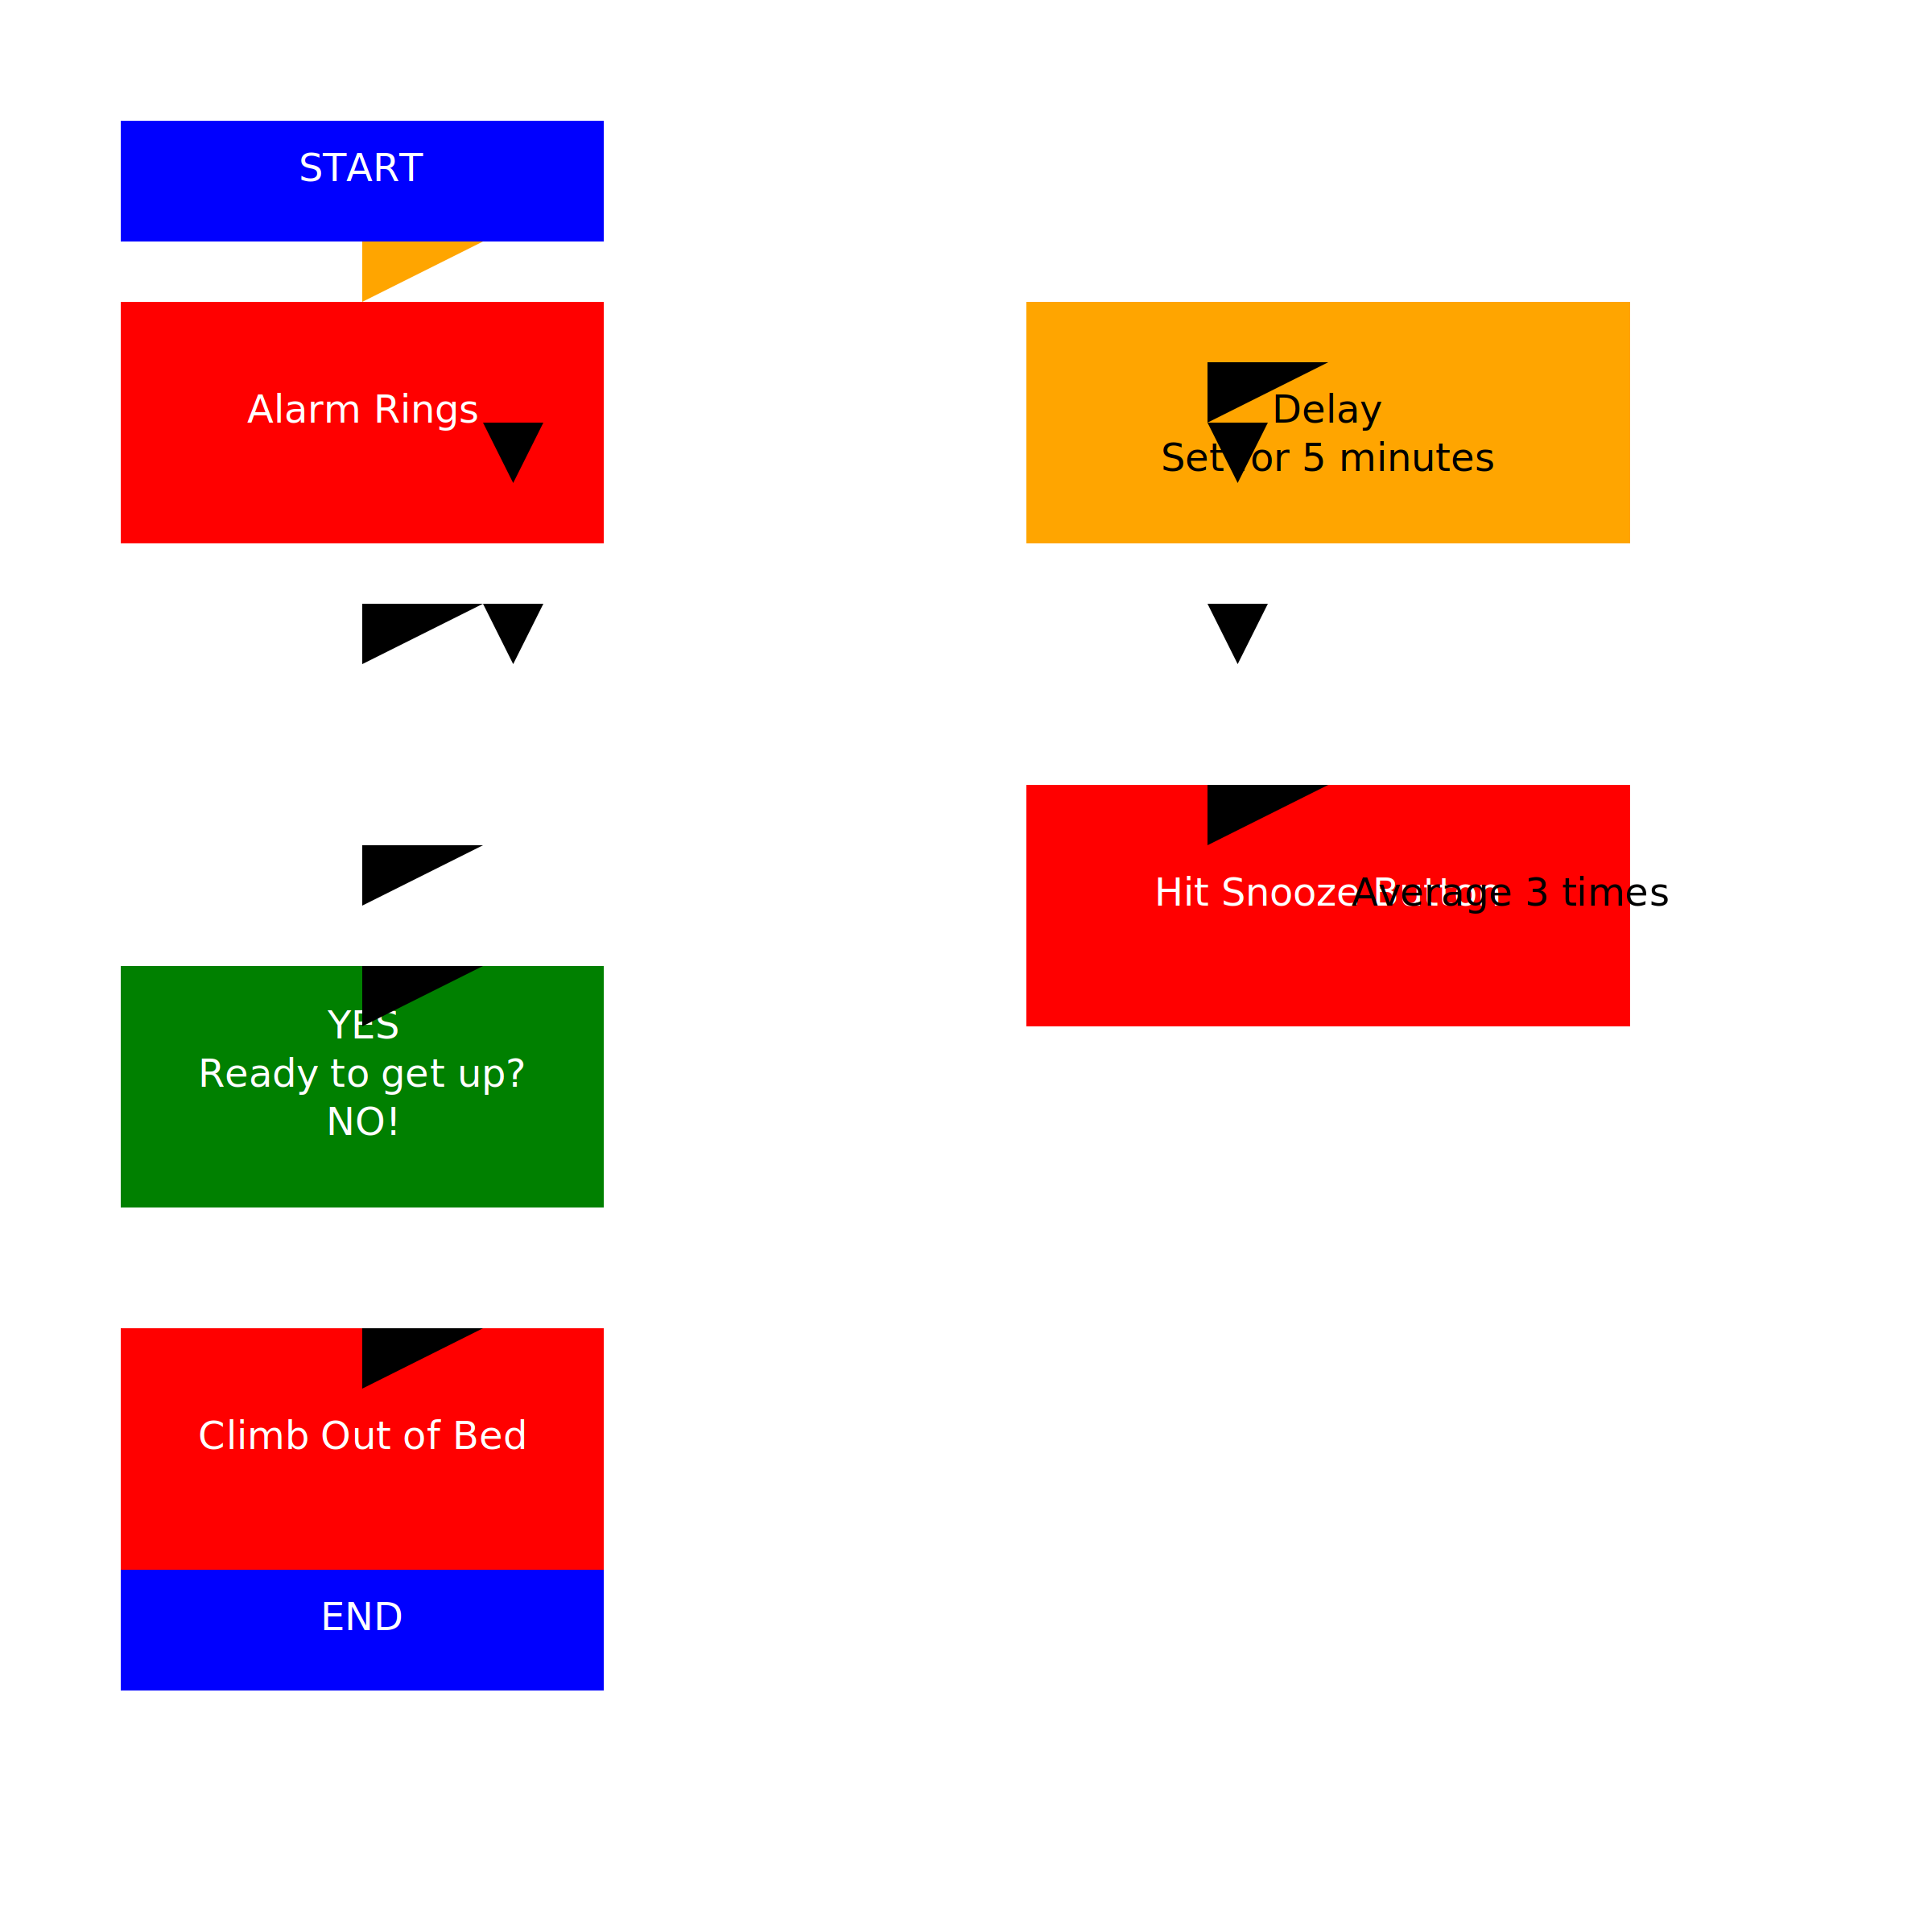 START
Alarm Rings
Delay
Set for 5 minutes
Hit Snooze Button
Average 3 times
YES
Ready to get up?
NO!
Climb Out of Bed
END